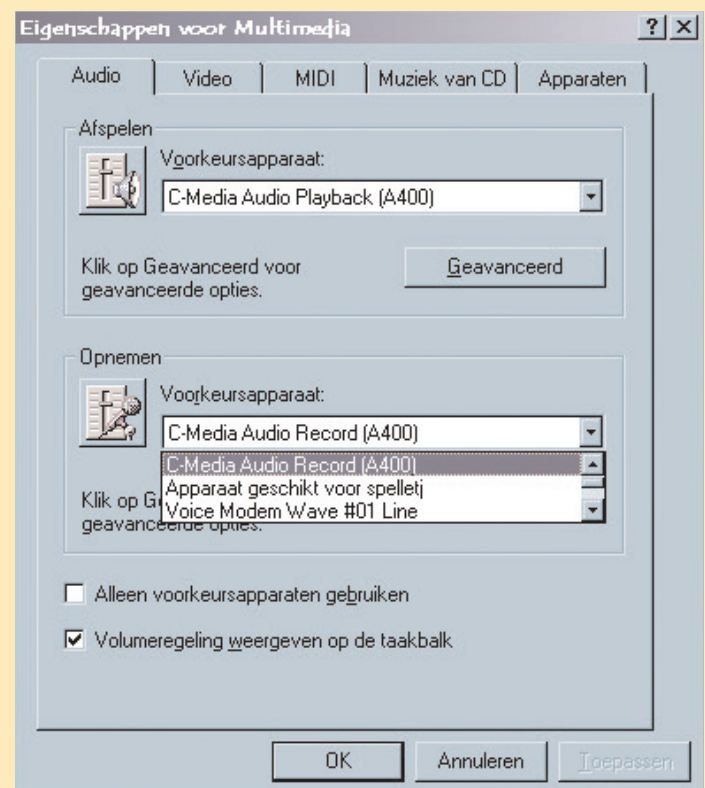 Eigenschappen voor Multimedia
Audio Video MIDI Muziek van CD Apparaten
Afspelen
Voorkeursapparaat:
C-Media Audio Playback (A400)
Klik op Geavanceerd voor
geavanceerde opties.
Geavanceerd
Opnemen
Voorkeursapparaat:
C-Media Audio Record (A400)
C-Media Audio Record (A400)
Apparaat geschikt voor spelletj
Voice Modem Wave #01 Line
Klik op
geavanceerde opties.
Alleen voorkeursapparaten gebruiken
Volumeregeling weergeven op de taakbalk
OK Annuleren Toepassen